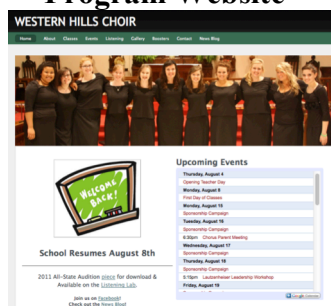 Program Website
WESTERN HILLS CHOIR
Home About Classes Events Listening Gallery Boosters Contact News Blog
WELCOME
BACK!
School Resumes August 8th
2011 All-State Audition piece for download &
Available on the Listening Lab.
Join us on Facebook!
Check out the News Blog!
Upcoming Events
Thursday, August 4
Opening Teacher Day
Monday, August 8
First Day of Classes
Monday, August 15
Sponsorship Campaign
Tuesday, August 16
Sponsorship Campaign
6:30pm Choice Parent Meeting
Wednesday, August 17
Sponsorship Campaign
Thursday, August 18
Sponsorship Campaign
5:15pm Leadership Workshop
Friday, August 19
Google Calendar